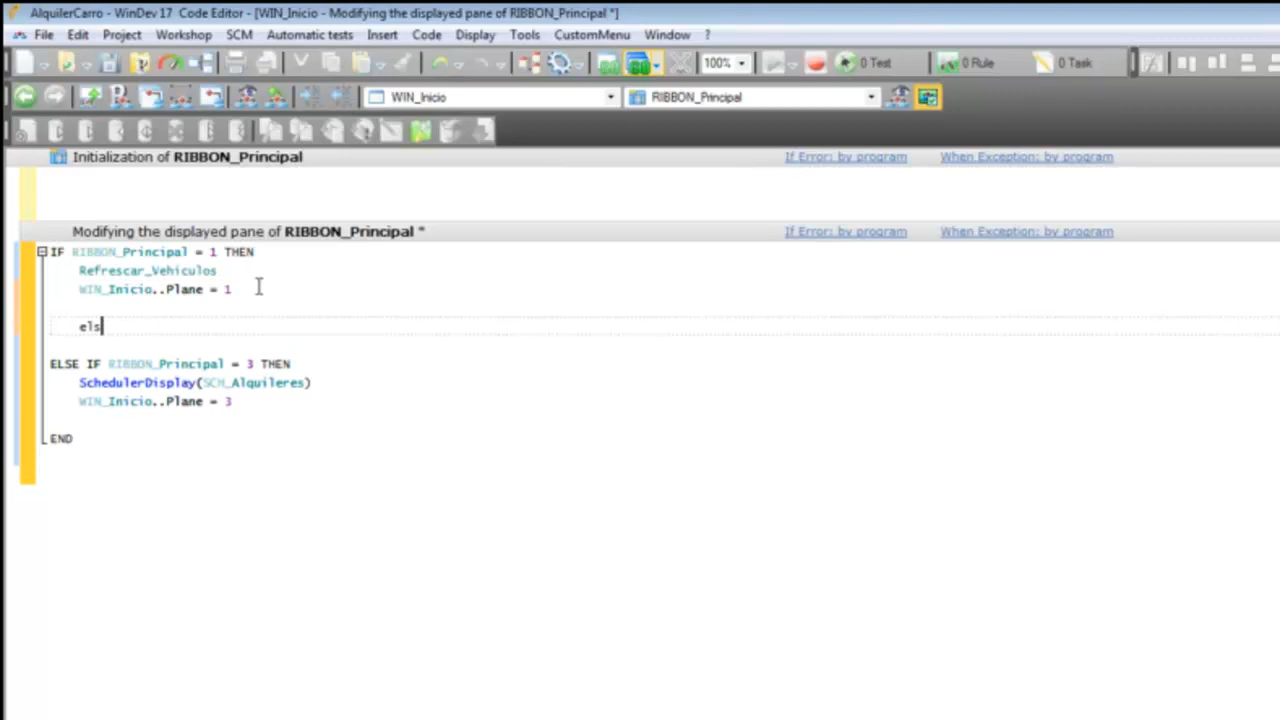 AlquilerCarro - WinDev 17 Code Editor - [WIN_Inicio - Modifying the displayed pane of RIBBON_Principal *]
File Edit Project Workshop SCM Automatic tests Insert Code Display Tools CustomMenu Window ?
100% 0 Test 0 Rule 0 Task
WIN_Inicio RIBBON_Principal
Initialization of RIBBON_Principal If Error: by program When Exception: by program
Modifying the displayed pane of RIBBON_Principal * If Error: by program When Exception: by program
IF RIBBON_Principal = 1 THEN
Refrescar_Vehiculos
WIN_Inicio..Plane = 1
els
ELSE IF RIBBON_Principal = 3 THEN
SchedulerDisplay(SCH_Alquileres)
WIN_Inicio..Plane = 3
END